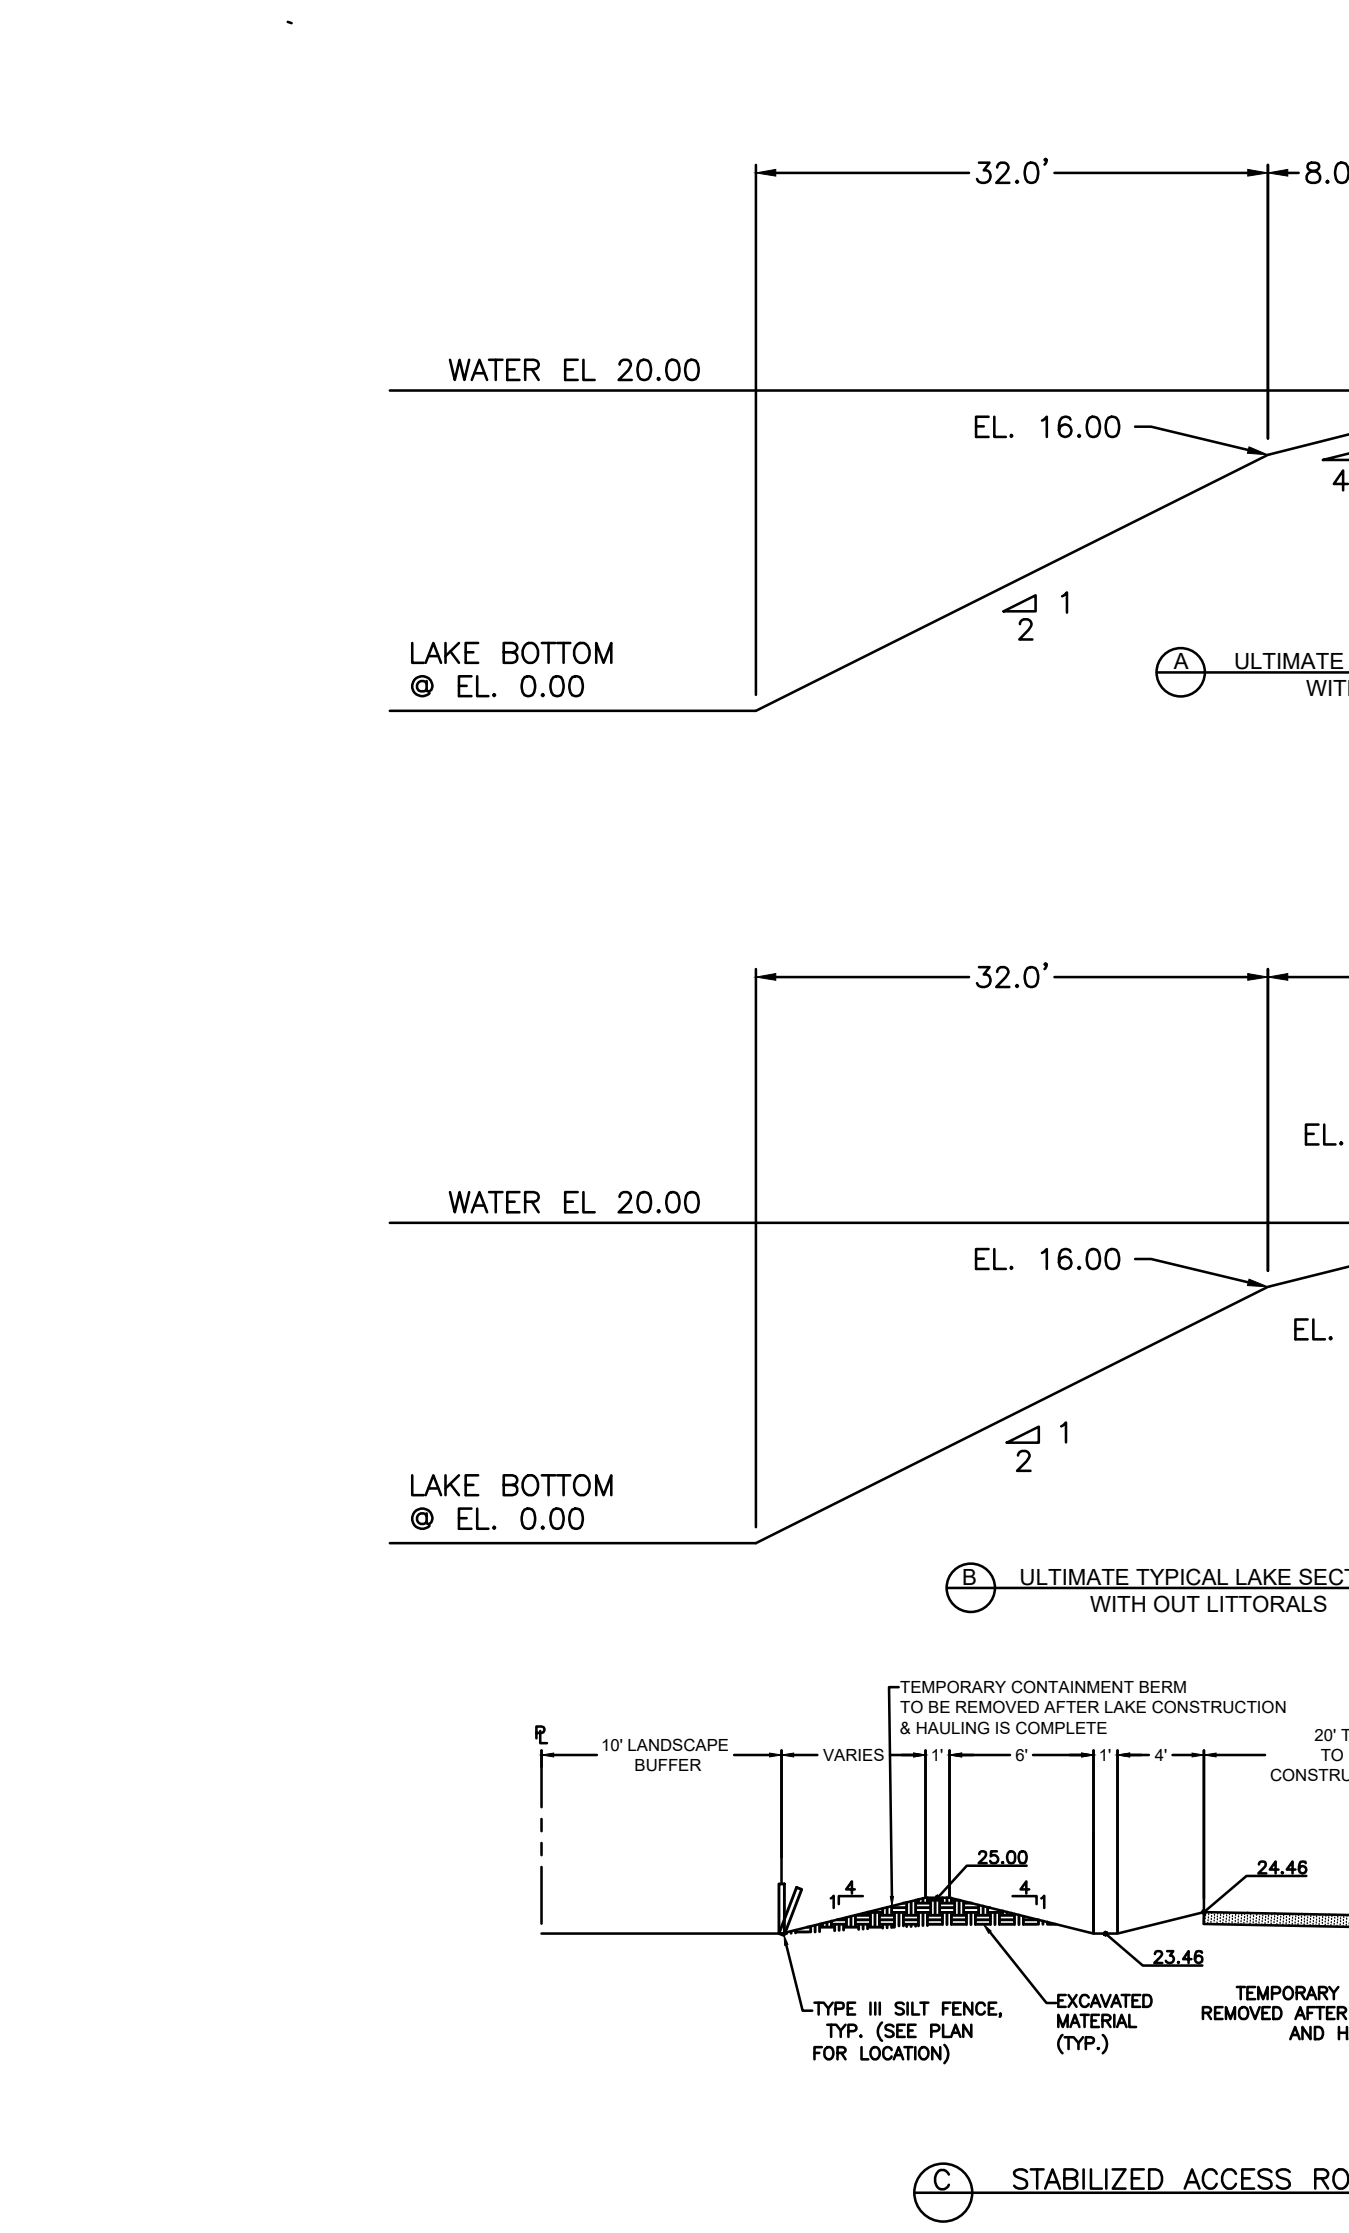 32.0'
8.0
WATER EL 20.00
EL. 16.00
4
1
2
LAKE BOTTOM
@ EL. 0.00
A
ULTIMATE
32.0'
EL.
WATER EL 20.00
EL. 16.00
EL.
1
2
LAKE BOTTOM
@ EL. 0.00
B
ULTIMATE TYPICAL LAKE
WITH OUT LITTORALS
TEMPORARY CONTAINMENT BERM
TO BE REMOVED AFTER LAKE CONSTRUCTION
& HAULING IS COMPLETE
10' LANDSCAPE
BUFFER
VARIES
1'
6'
1'
4'
20'
TO
25.00
24.46
4
1
4
1
23.46
TYPE III SILT FENCE,
TYP. (SEE PLAN
FOR LOCATION)
EXCAVATED
MATERIAL
(TYP.)
TEMPORARY
REMOVED AFTER
AND
C
STABILIZED ACCESS